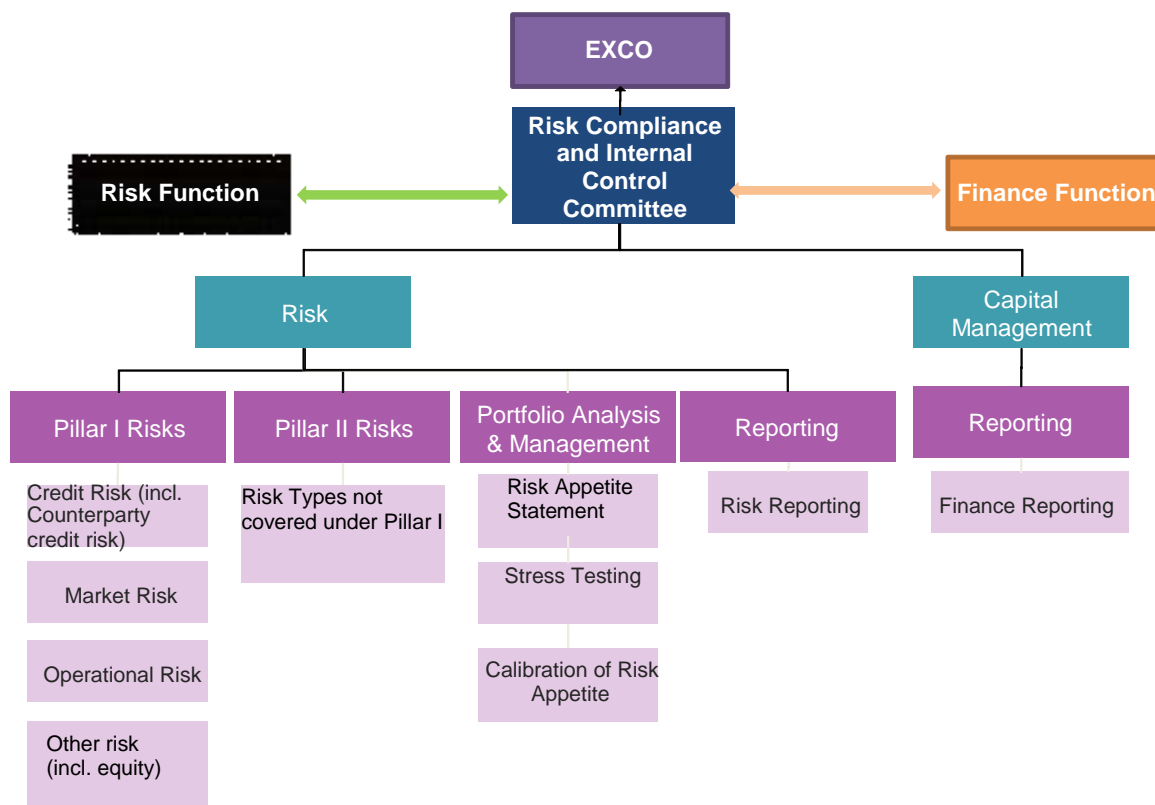 EXCO
Risk Compliance
and Internal
Control
Committee
Risk Function
Finance Function
Risk
Capital
Management
Pillar I Risks
Pillar II Risks
Portfolio Analysis
& Management
Reporting
Reporting
Credit Risk (incl.
Counterparty
credit risk)
Market Risk
Operational Risk
Other risk
(incl. equity)
Risk Types not
covered under Pillar I
Risk Appetite
Statement
Stress Testing
Calibration of Risk
Appetite
Risk Reporting
Finance Reporting